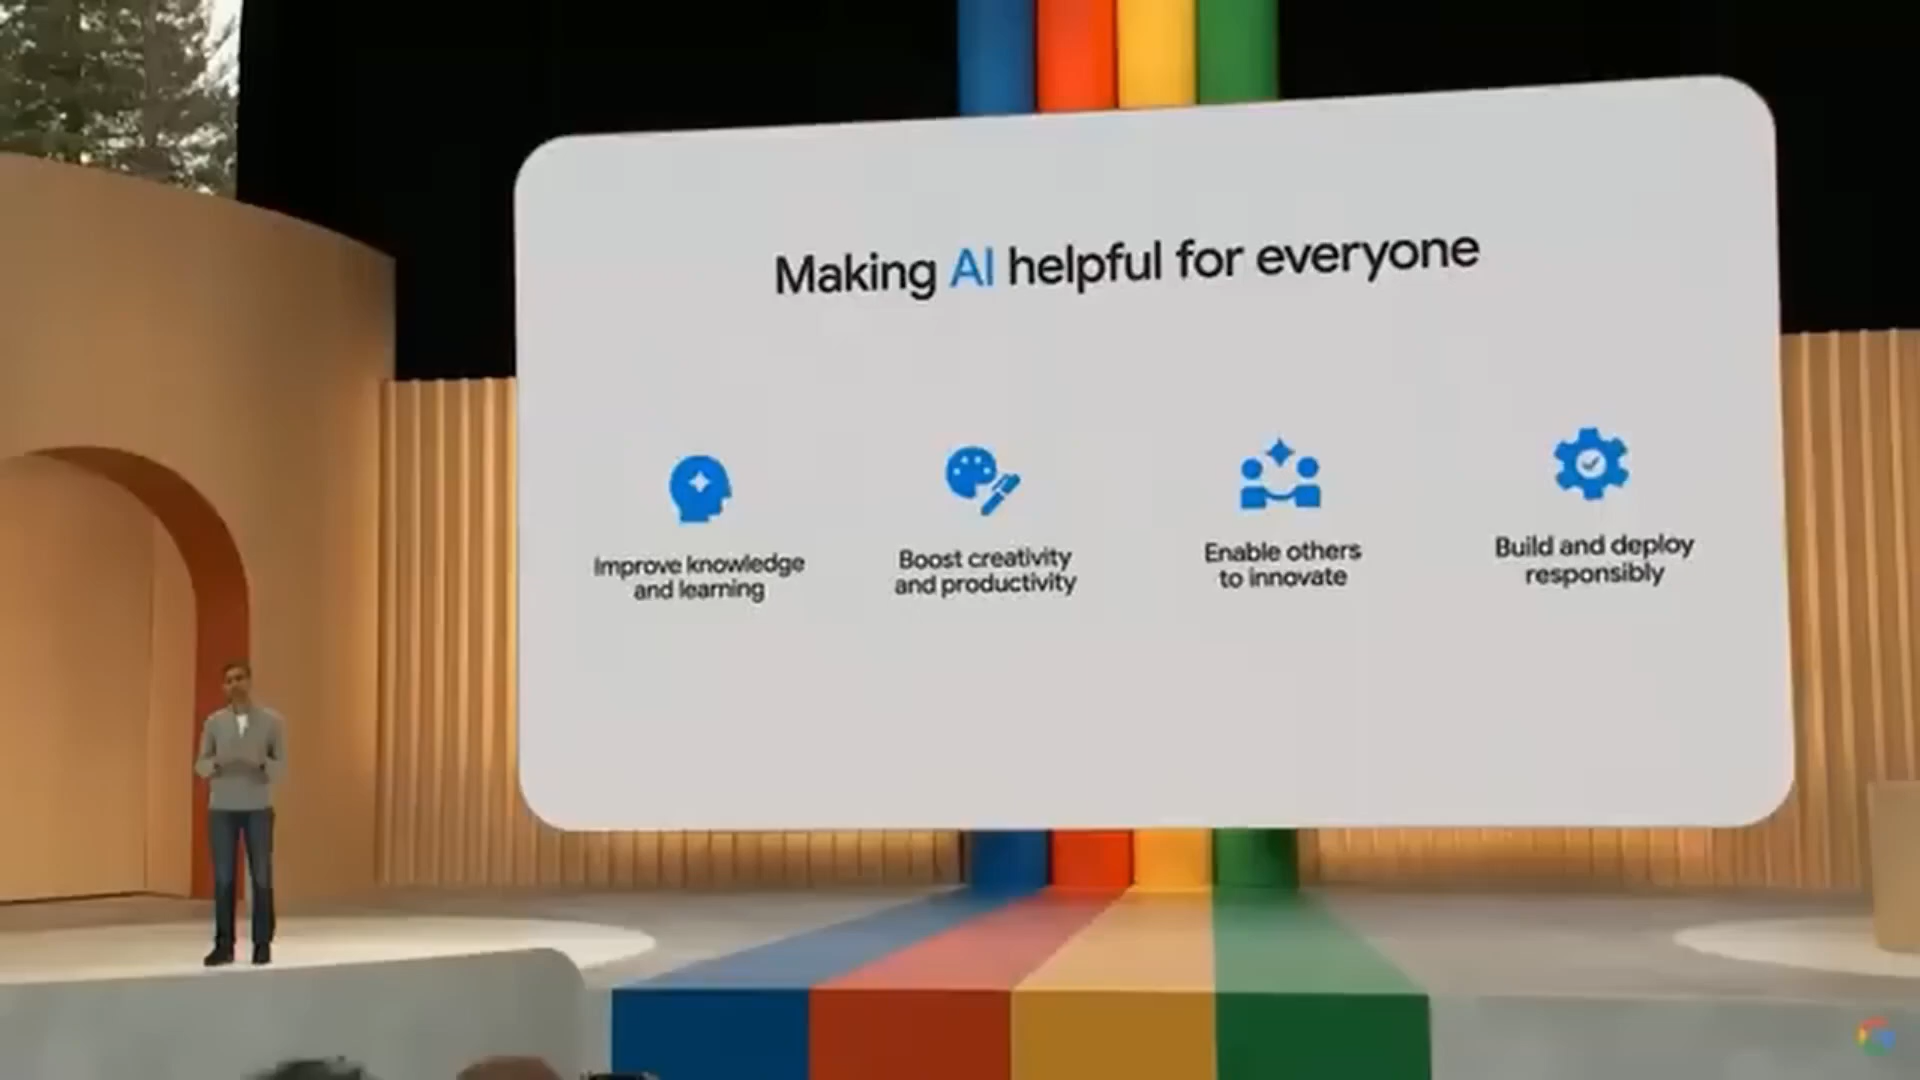 Making AI helpful for everyone
Improve knowledge
and learning
Boost creativity
and productivity
Enable others
to innovate
Build and deploy
responsibly